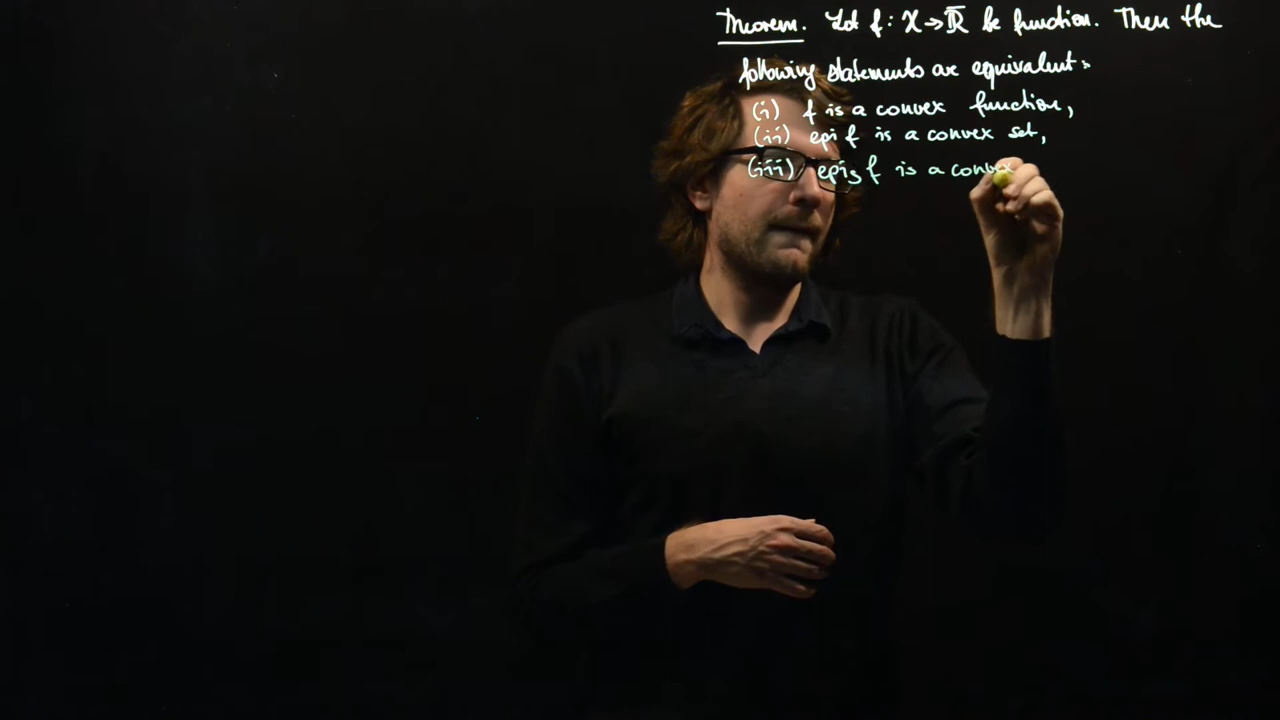 Theorem. Let f : X → ℝ̅ be function. Then the
following statements are equivalent:
(i) f is a convex function,
(ii) epi f is a convex set,
(iii) epiₛ f is a convex